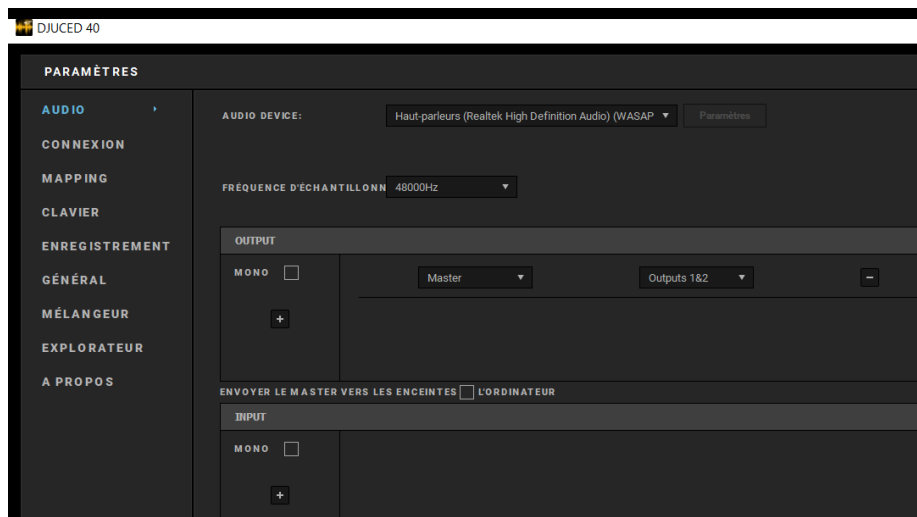 DJUCED 40
PARAMÈTRES
AUDIO
CONNEXION
MAPPING
CLAVIER
ENREGISTREMENT
GÉNÉRAL
MÉLANGEUR
EXPLORATEUR
A PROPOS
AUDIO DEVICE: Haut-parleurs (Realtek High Definition Audio) (WASAP Paramètres
FRÉQUENCE D'ÉCHANTILLONN 48000Hz
OUTPUT
MONO Master Outputs 1&2 −
+
ENVOYER LE MASTER VERS LES ENCEINTES L'ORDINATEUR
INPUT
MONO
+